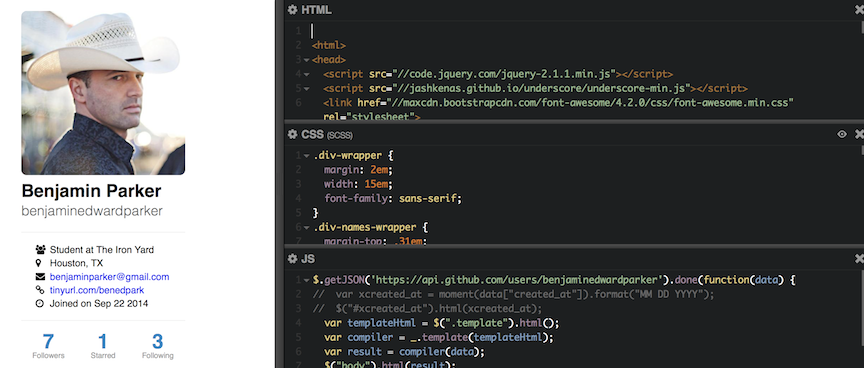 Benjamin Parker
benjaminedwardparker
Student at The Iron Yard
Houston, TX
benjaminparker@gmail.com
tinyurl.com/benedpark
Joined on Sep 22 2014
7 1 3
Followers Starred Following
HTML
1
2 <html>
3 <head>
4 <script src="//code.jquery.com/jquery-2.1.1.min.js"></script>
5 <script src="//jashkenas.github.io/underscore/underscore-min.js"></script>
6 <link href="//maxcdn.bootstrapcdn.com/font-awesome/4.2.0/css/font-awesome.min.css"
rel="stylesheet">
CSS (SCSS)
1 .div-wrapper {
2 margin: 2em;
3 width: 15em;
4 font-family: sans-serif;
5 }
6 .div-names-wrapper {
7 margin-top: .31em;
JS
1 $.getJSON('https://api.github.com/users/benjaminedwardparker').done(function(data) {
2 // var xcreated_at = moment(data["created_at"]).format("MM DD YYYY");
3 // $("#xcreated_at").html(xcreated_at);
4 var templateHtml = $(".template").html();
5 var compiler = _.template(templateHtml);
6 var result = compiler(data);
7 $("body").html(result);